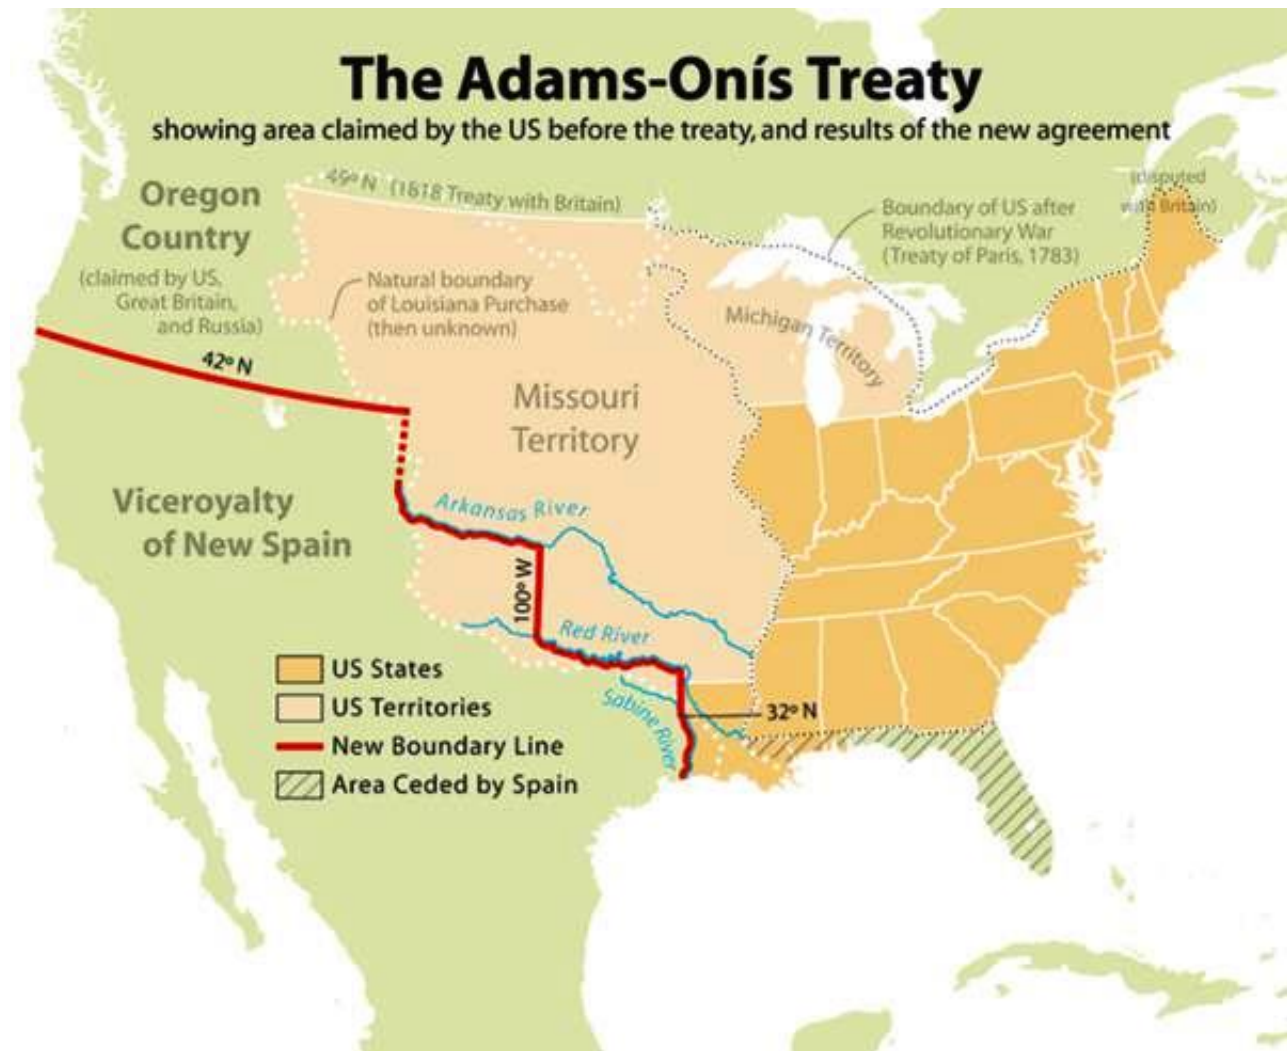 The Adams-Onís Treaty
showing area claimed by the US before the treaty, and results of the new agreement
Oregon
Country
(claimed by US,
Great Britain,
and Russia)
49º N (1818 Treaty with Britain)
Natural boundary
of Louisiana Purchase
(then unknown)
Boundary of US after
Revolutionary War
(Treaty of Paris, 1783)
(disputed
with Britain)
Michigan Territory
42º N
Missouri
Territory
Viceroyalty
of New Spain
Arkansas River
100º W
Red River
Sabine River
32º N
US States
US Territories
New Boundary Line
Area Ceded by Spain